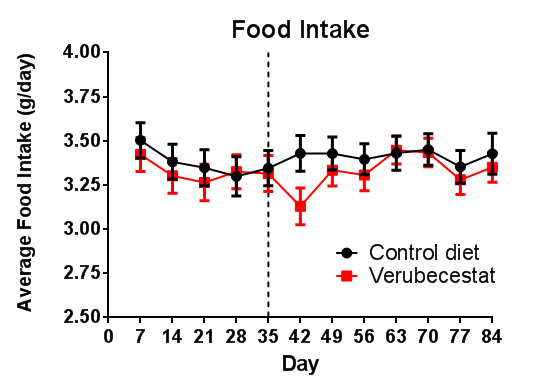 Food Intake
Average Food Intake (g/day)
4.00
3.75
3.50
3.25
3.00
2.75
2.50
Control diet
Verubecestat
0 7 14 21 28 35 42 49 56 63 70 77 84
Day